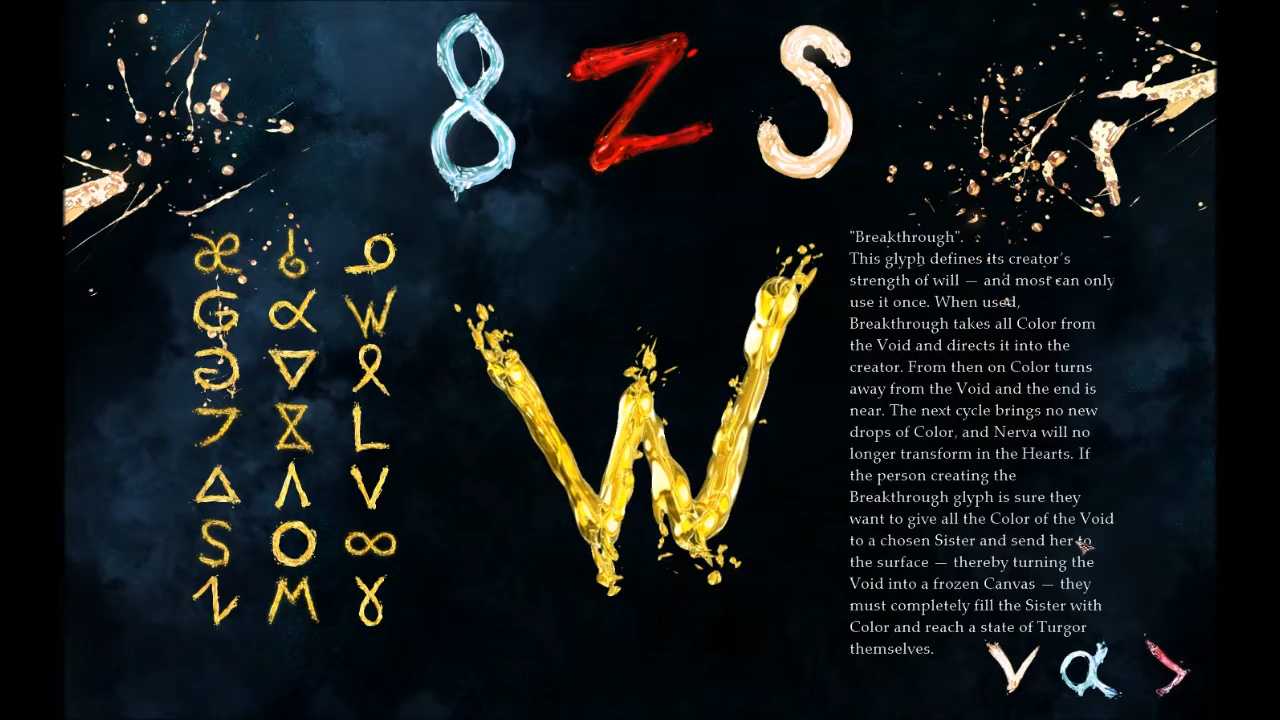 8 Z S
"Breakthrough".
This glyph defines its creator's
strength of will — and most can only
use it once. When used,
Breakthrough takes all Color from
the Void and directs it into the
creator. From then on Color turns
away from the Void and the end is
near. The next cycle brings no new
drops of Color, and Nerva will no
longer transform in the Hearts. If
the person creating the
Breakthrough glyph is sure they
want to give all the Color of the Void
to a chosen Sister and send her to
the surface — thereby turning the
Void into a frozen Canvas — they
must completely fill the Sister with
Color and reach a state of Turgor
themselves.